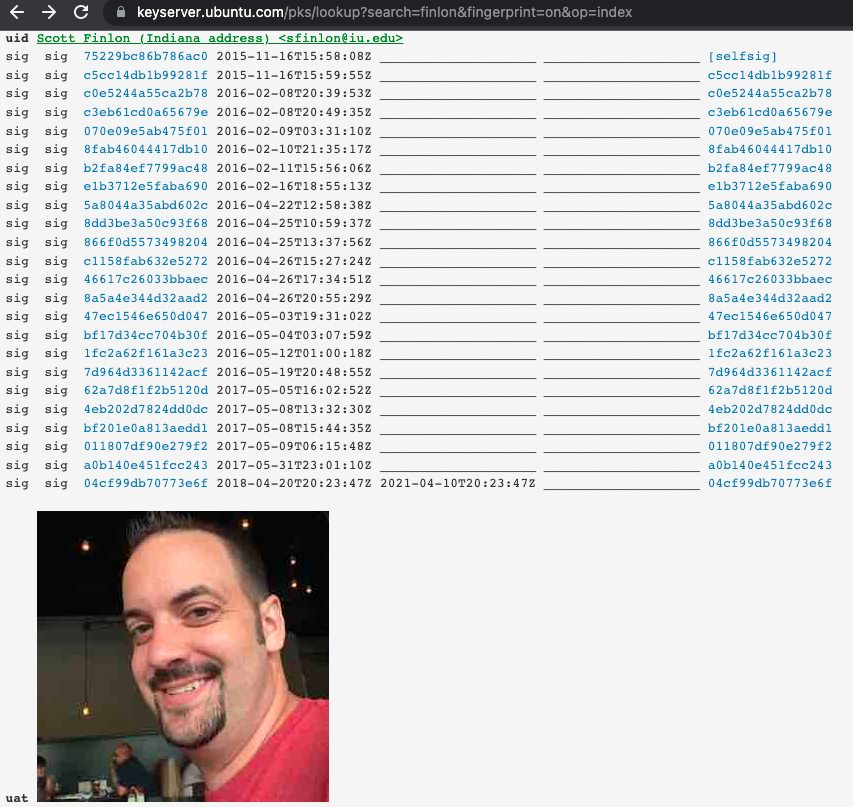 keyserver.ubuntu.com/pks/lookup?search=finlon&fingerprint=on&op=index
uid Scott Finlon (Indiana address) <sfinlon@iu.edu>
sig sig 75229bc86b786ac0 2015-11-16T15:58:08Z ____________________ ____________________ [selfsig]
sig sig c5cc14db1b99281f 2015-11-16T15:59:55Z ____________________ ____________________ c5cc14db1b99281f
sig sig c0e5244a55ca2b78 2016-02-08T20:39:53Z ____________________ ____________________ c0e5244a55ca2b78
sig sig c3eb61cd0a65679e 2016-02-08T20:49:35Z ____________________ ____________________ c3eb61cd0a65679e
sig sig 070e09e5ab475f01 2016-02-09T03:31:10Z ____________________ ____________________ 070e09e5ab475f01
sig sig 8fab46044417db10 2016-02-10T21:35:17Z ____________________ ____________________ 8fab46044417db10
sig sig b2fa84ef7799ac48 2016-02-11T15:56:06Z ____________________ ____________________ b2fa84ef7799ac48
sig sig e1b3712e5faba690 2016-02-16T18:55:13Z ____________________ ____________________ e1b3712e5faba690
sig sig 5a8044a35abd602c 2016-04-22T12:58:38Z ____________________ ____________________ 5a8044a35abd602c
sig sig 8dd3be3a50c93f68 2016-04-25T10:59:37Z ____________________ ____________________ 8dd3be3a50c93f68
sig sig 866f0d5573498204 2016-04-25T13:37:56Z ____________________ ____________________ 866f0d5573498204
sig sig c1158fab632e5272 2016-04-26T15:27:24Z ____________________ ____________________ c1158fab632e5272
sig sig 46617c26033bbaec 2016-04-26T17:34:51Z ____________________ ____________________ 46617c26033bbaec
sig sig 8a5a4e344d32aad2 2016-04-26T20:55:29Z ____________________ ____________________ 8a5a4e344d32aad2
sig sig 47ec1546e650d047 2016-05-03T19:31:02Z ____________________ ____________________ 47ec1546e650d047
sig sig bf17d34cc704b30f 2016-05-04T03:07:59Z ____________________ ____________________ bf17d34cc704b30f
sig sig 1fc2a62f161a3c23 2016-05-12T01:00:18Z ____________________ ____________________ 1fc2a62f161a3c23
sig sig 7d964d3361142acf 2016-05-19T20:48:55Z ____________________ ____________________ 7d964d3361142acf
sig sig 62a7d8f1f2b5120d 2017-05-05T16:02:52Z ____________________ ____________________ 62a7d8f1f2b5120d
sig sig 4eb202d7824dd0dc 2017-05-08T13:32:30Z ____________________ ____________________ 4eb202d7824dd0dc
sig sig bf201e0a813aedd1 2017-05-08T15:44:35Z ____________________ ____________________ bf201e0a813aedd1
sig sig 011807df90e279f2 2017-05-09T06:15:48Z ____________________ ____________________ 011807df90e279f2
sig sig a0b140e451fcc243 2017-05-31T23:01:10Z ____________________ ____________________ a0b140e451fcc243
sig sig 04cf99db70773e6f 2018-04-20T20:23:47Z 2021-04-10T20:23:47Z ____________________ 04cf99db70773e6f
uat